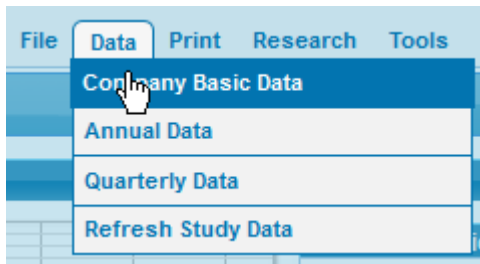 File Data Print Research Tools
Company Basic Data
Annual Data
Quarterly Data
Refresh Study Data